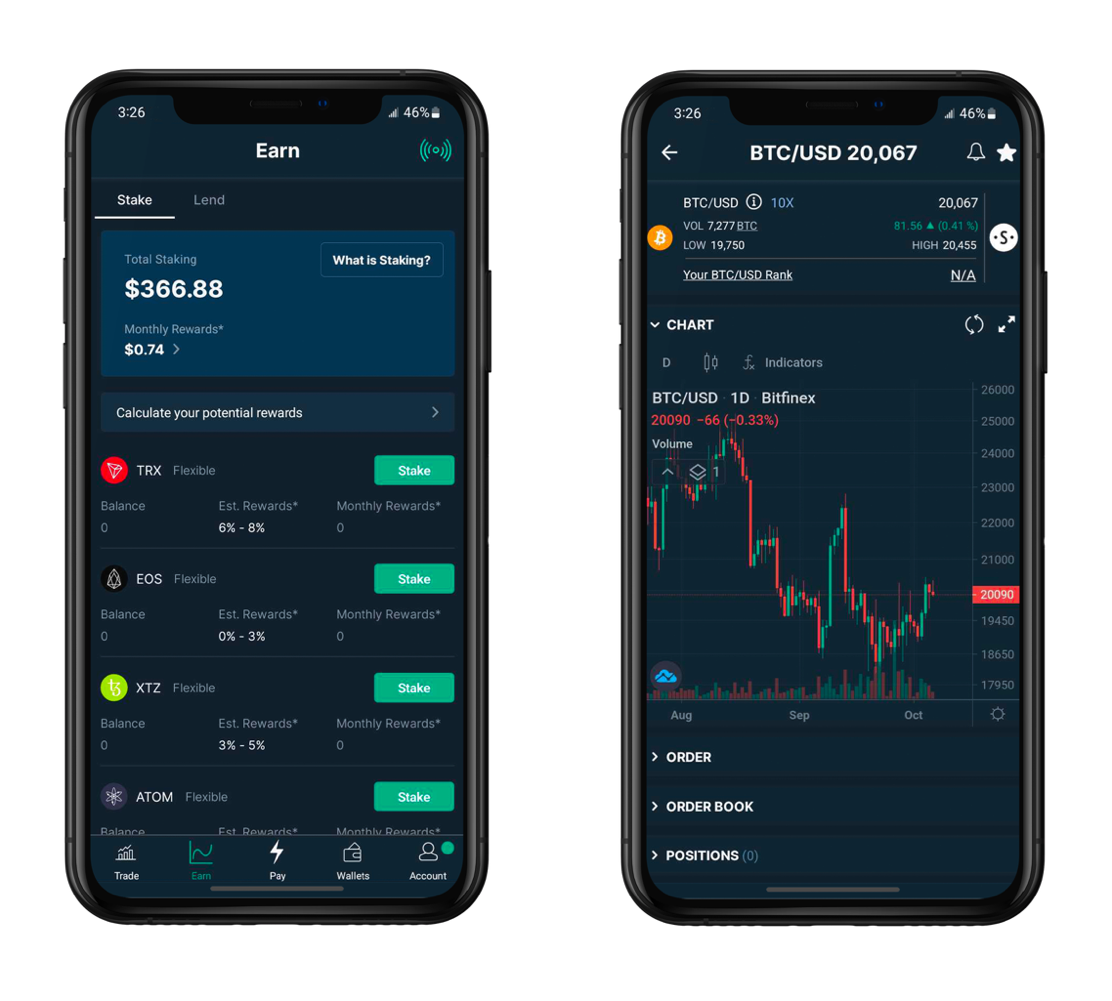 3:26
46%
Earn
Stake Lend
Total Staking
What is Staking?
$366.88
Monthly Rewards*
$0.74
Calculate your potential rewards
TRX Flexible Stake
Balance Est. Rewards* Monthly Rewards*
0 6% - 8% 0
EOS Flexible Stake
Balance Est. Rewards* Monthly Rewards*
0 0% - 3% 0
XTZ Flexible Stake
Balance Est. Rewards* Monthly Rewards*
0 3% - 5% 0
ATOM Flexible Stake
Balance Est. Rewards* Monthly Rewards*
Trade Earn Pay Wallets Account
3:26
46%
BTC/USD 20,067
BTC/USD 10X 20,067
VOL 7,277 BTC 81.56 ▲ (0.41 %)
LOW 19,750 HIGH 20,455
Your BTC/USD Rank N/A
CHART
D Indicators
BTC/USD · 1D · Bitfinex
20090 −66 (−0.33%)
Volume
1
26000
25000
24000
23000
22000
21000
20090
19450
18650
17950
Aug Sep Oct
ORDER
ORDER BOOK
POSITIONS (0)